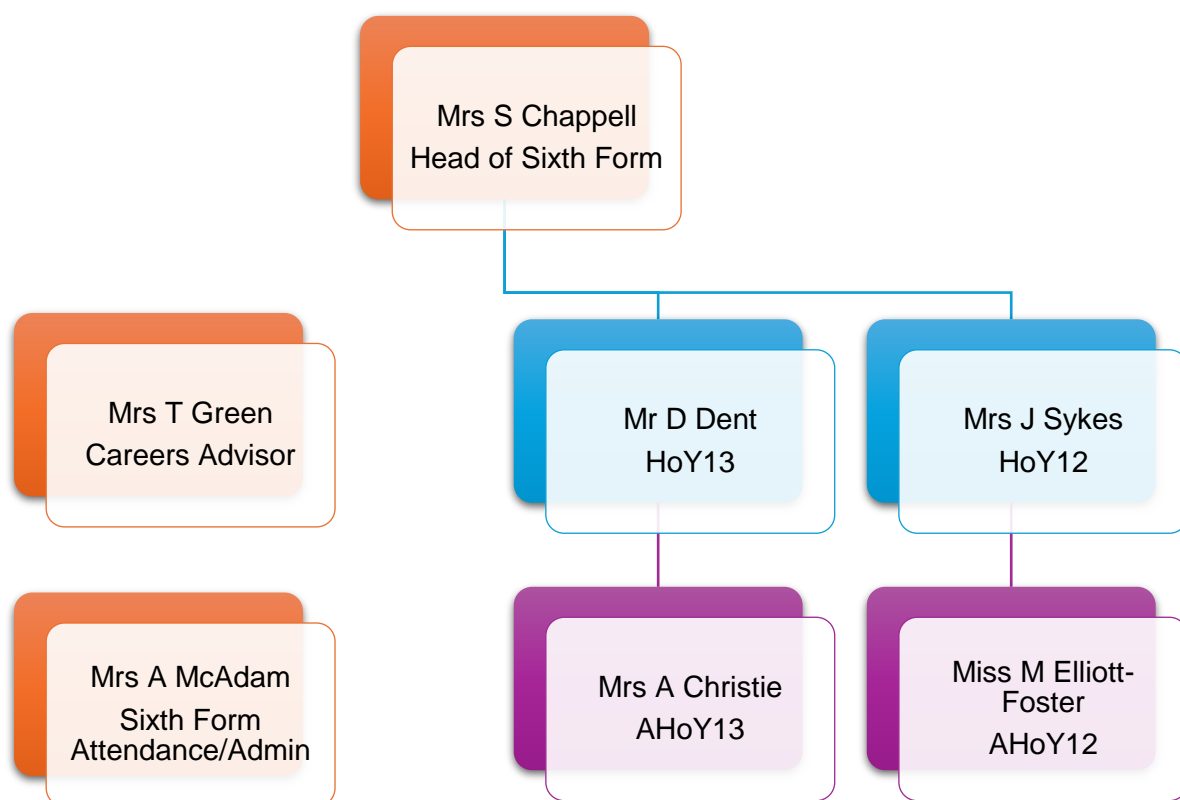 Mrs S Chappell
Head of Sixth Form
Mrs T Green
Careers Advisor
Mr D Dent
HoY13
Mrs J Sykes
HoY12
Mrs A McAdam
Sixth Form
Attendance/Admin
Mrs A Christie
AHoY13
Miss M Elliott-
Foster
AHoY12